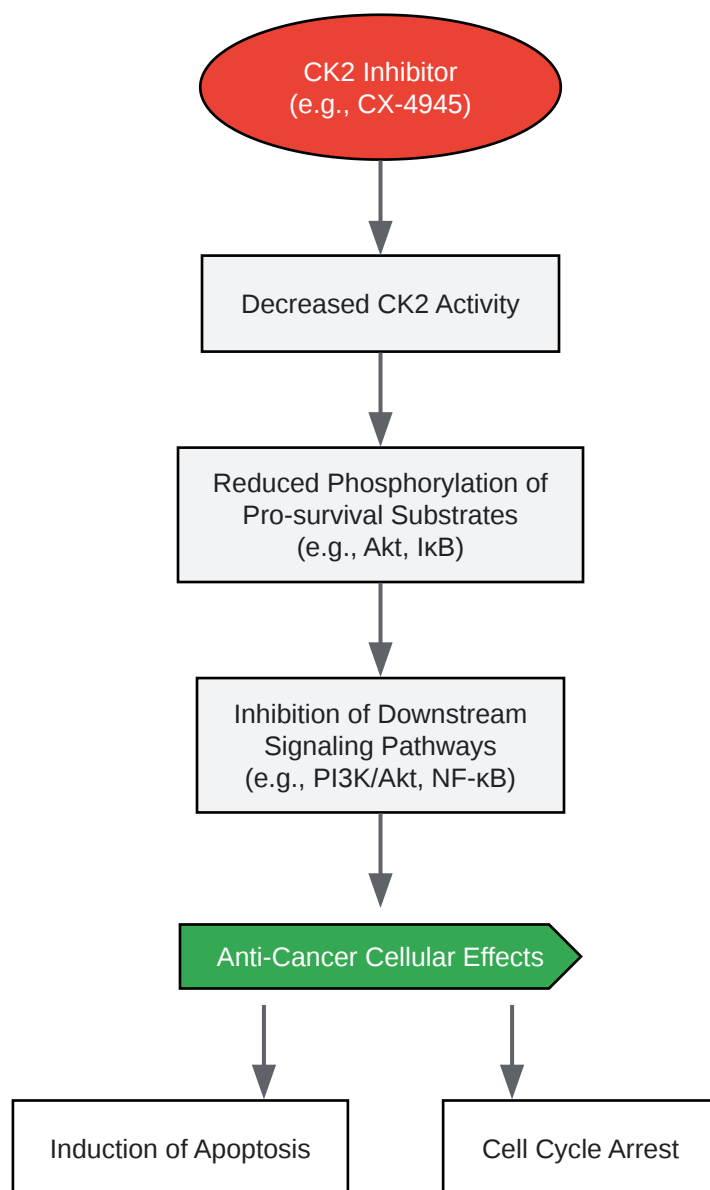 CK2 Inhibitor
(e.g., CX-4945)
Decreased CK2 Activity
Reduced Phosphorylation of
Pro-survival Substrates
(e.g., Akt, IκB)
Inhibition of Downstream
Signaling Pathways
(e.g., PI3K/Akt, NF-κB)
Anti-Cancer Cellular Effects
Induction of Apoptosis
Cell Cycle Arrest